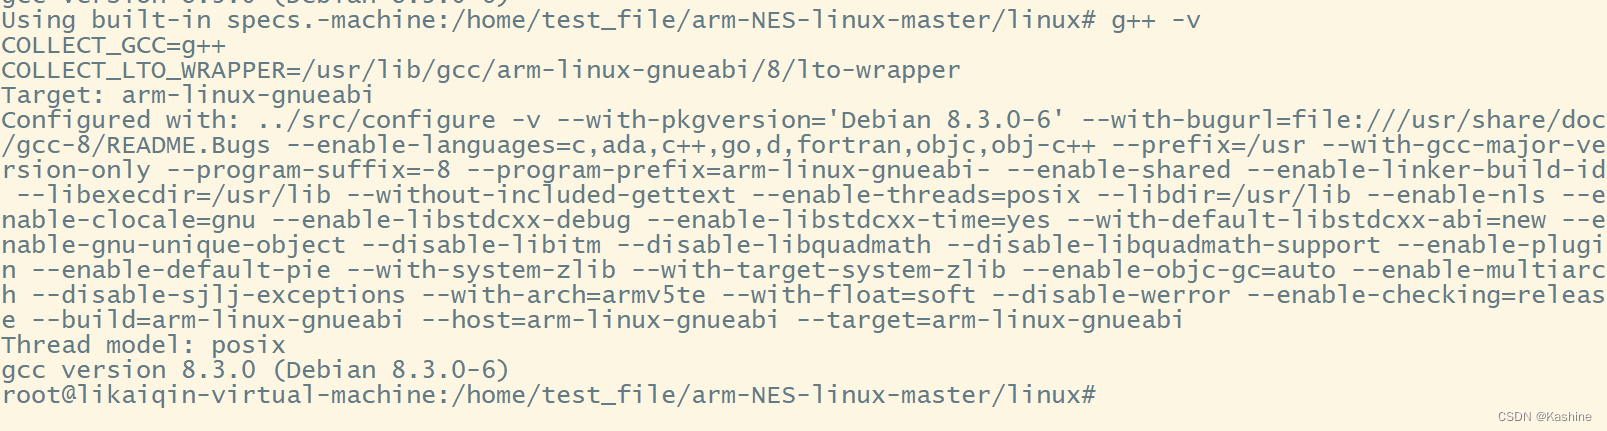 gcc version 8.3.0 (Debian 8.3.0-6)
Using built-in specs.-machine:/home/test_file/arm-NES-linux-master/linux# g++ -v
COLLECT_GCC=g++
COLLECT_LTO_WRAPPER=/usr/lib/gcc/arm-linux-gnueabi/8/lto-wrapper
Target: arm-linux-gnueabi
Configured with: ../src/configure -v --with-pkgversion='Debian 8.3.0-6' --with-bugurl=file:///usr/share/doc
/gcc-8/README.Bugs --enable-languages=c,ada,c++,go,d,fortran,objc,obj-c++ --prefix=/usr --with-gcc-major-ve
rsion-only --program-suffix=-8 --program-prefix=arm-linux-gnueabi- --enable-shared --enable-linker-build-id
 --libexecdir=/usr/lib --without-included-gettext --enable-threads=posix --libdir=/usr/lib --enable-nls --e
nable-clocale=gnu --enable-libstdcxx-debug --enable-libstdcxx-time=yes --with-default-libstdcxx-abi=new --e
nable-gnu-unique-object --disable-libitm --disable-libquadmath --disable-libquadmath-support --enable-plugi
n --enable-default-pie --with-system-zlib --with-target-system-zlib --enable-objc-gc=auto --enable-multiarc
h --disable-sjlj-exceptions --with-arch=armv5te --with-float=soft --disable-werror --enable-checking=releas
e --build=arm-linux-gnueabi --host=arm-linux-gnueabi --target=arm-linux-gnueabi
Thread model: posix
gcc version 8.3.0 (Debian 8.3.0-6)
root@likaiqin-virtual-machine:/home/test_file/arm-NES-linux-master/linux#
CSDN @Kashine